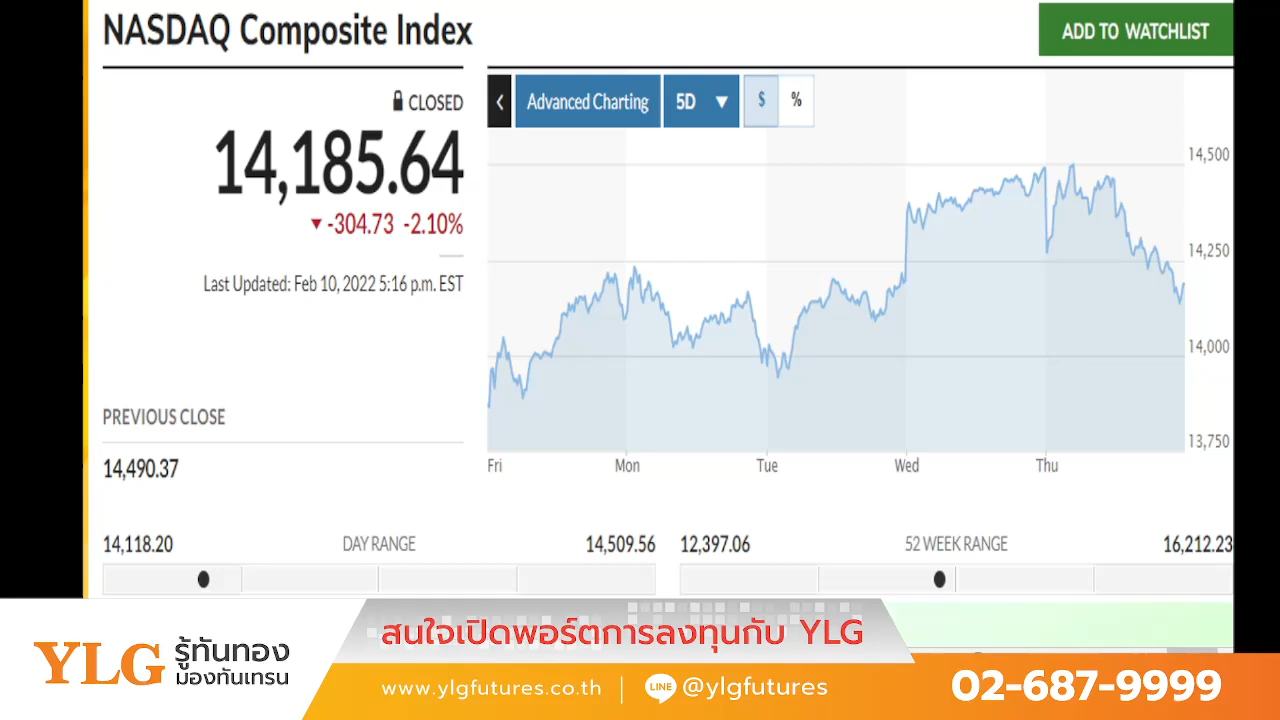 NASDAQ Composite Index
ADD TO WATCHLIST
CLOSED
14,185.64
▼ -304.73 -2.10%
Last Updated: Feb 10, 2022 5:16 p.m. EST
Advanced Charting 5D ▼ $ %
14,500
14,250
14,000
13,750
Fri Mon Tue Wed Thu
PREVIOUS CLOSE
14,490.37
14,118.20 DAY RANGE 14,509.56
12,397.06 52 WEEK RANGE 16,212.23
สนใจเปิดพอร์ตการลงทุนกับ YLG
YLG รู้ทันทอง
มองทันเทรน
www.ylgfutures.co.th | LINE @ylgfutures
02-687-9999